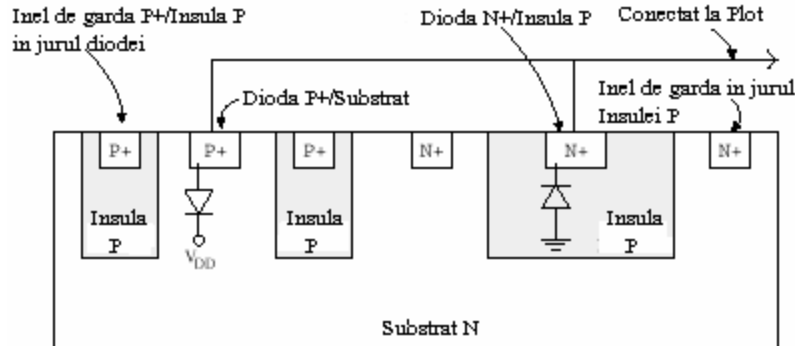 Inel de garda P+/Insula P
in jurul diodei
Dioda N+/Insula P
Conectat la Plot
Dioda P+/Substrat
Inel de garda in jurul
Insulei P
P+
P+
P+
N+
N+
N+
Insula
P
V_DD
Insula
P
Insula
P
Substrat N